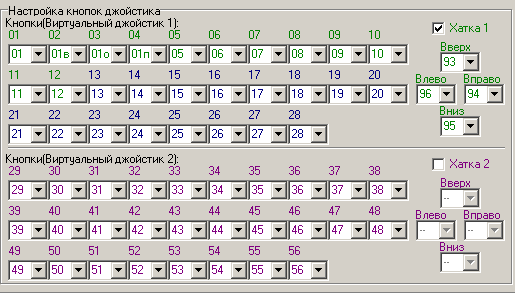 Настройка кнопок джойстика
Кнопки(Виртуальный джойстик 1):
Хатка 1
01 02 03 04 05 06 07 08 09 10
01 01в 01о 01п 05 06 07 08 09 10
Вверх
93
11 12 13 14 15 16 17 18 19 20
11 12 13 14 15 16 17 18 19 20
Влево Вправо
96 94
21 22 23 24 25 26 27 28
21 22 23 24 25 26 27 28
Вниз
95
Кнопки(Виртуальный джойстик 2):
Хатка 2
29 30 31 32 33 34 35 36 37 38
29 30 31 32 33 34 35 36 37 38
Вверх
--
39 40 41 42 43 44 45 46 47 48
39 40 41 42 43 44 45 46 47 48
Влево Вправо
-- --
49 50 51 52 53 54 55 56
49 50 51 52 53 54 55 56
Вниз
--